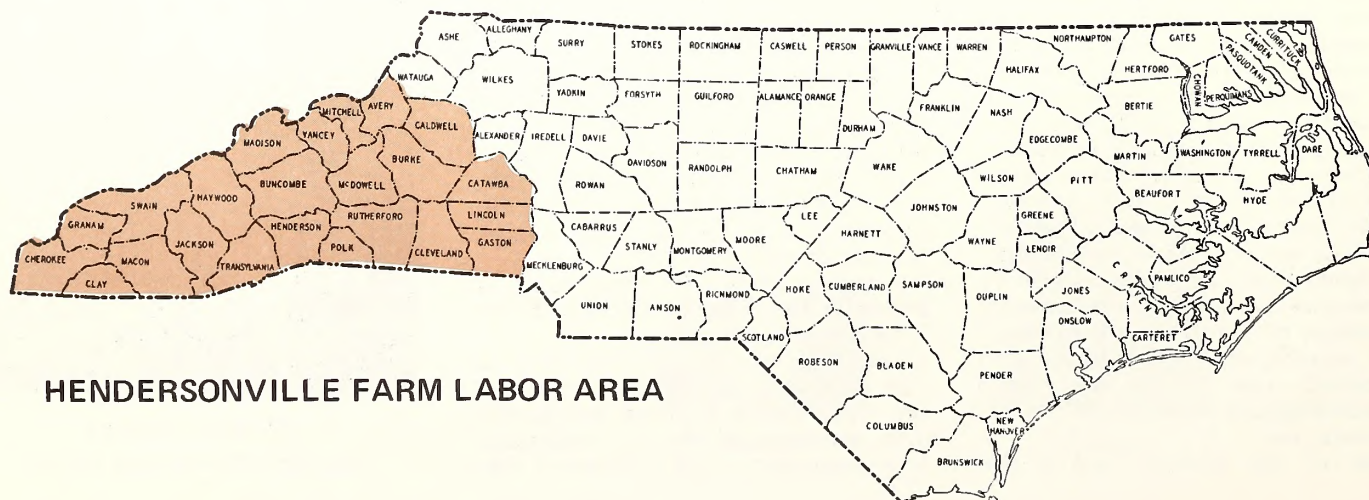 ASHE
ALLEGHANY
SURRY
STOKES
ROCKINGHAM
CASWELL
PERSON
GRANVILLE
VANCE
WARREN
NORTHAMPTON
GATES
CURRITUCK
CAMDEN
PASQUOTANK
PERQUIMANS
CHOWAN
HERTFORD
HALIFAX
WATAUGA
WILKES
YADKIN
FORSYTH
GUILFORD
ALAMANCE
ORANGE
DURHAM
FRANKLIN
NASH
EDGECOMBE
BERTIE
MITCHELL
AVERY
CALDWELL
ALEXANDER
IREDELL
DAVIE
DAVIDSON
RANDOLPH
CHATHAM
WAKE
WILSON
MARTIN
WASHINGTON
TYRRELL
DARE
MADISON
YANCEY
BURKE
McDOWELL
BUNCOMBE
HAYWOOD
SWAIN
CATAWBA
ROWAN
JOHNSTON
PITT
BEAUFORT
HYDE
GRAHAM
JACKSON
HENDERSON
RUTHERFORD
LINCOLN
CABARRUS
STANLY
MONTGOMERY
MOORE
LEE
HARNETT
WAYNE
GREENE
LENOIR
CRAVEN
PAMLICO
CHEROKEE
MACON
TRANSYLVANIA
POLK
CLEVELAND
GASTON
MECKLENBURG
CLAY
UNION
ANSON
RICHMOND
HOKE
CUMBERLAND
SAMPSON
DUPLIN
JONES
ONSLOW
CARTERET
SCOTLAND
ROBESON
BLADEN
PENDER
COLUMBUS
NEW
HANOVER
BRUNSWICK
HENDERSONVILLE FARM LABOR AREA